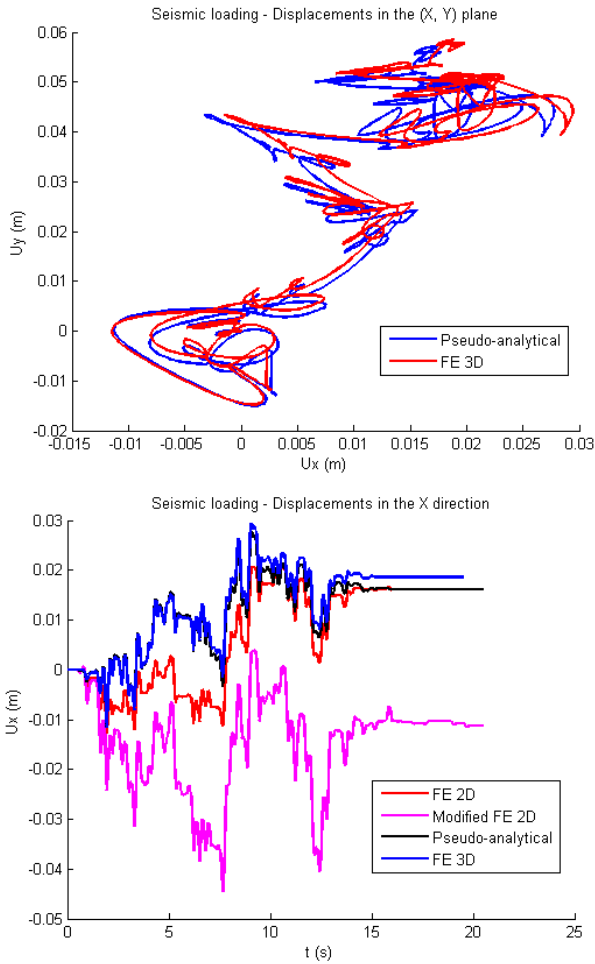 Seismic loading - Displacements in the (X, Y) plane
0.06
0.05
0.04
0.03
0.02
0.01
0
-0.01
-0.02
Uy (m)
-0.015 -0.01 -0.005 0 0.005 0.01 0.015 0.02 0.025 0.03
Ux (m)
Pseudo-analytical
FE 3D
Seismic loading - Displacements in the X direction
0.03
0.02
0.01
0
-0.01
-0.02
-0.03
-0.04
-0.05
Ux (m)
0 5 10 15 20 25
t (s)
FE 2D
Modified FE 2D
Pseudo-analytical
FE 3D